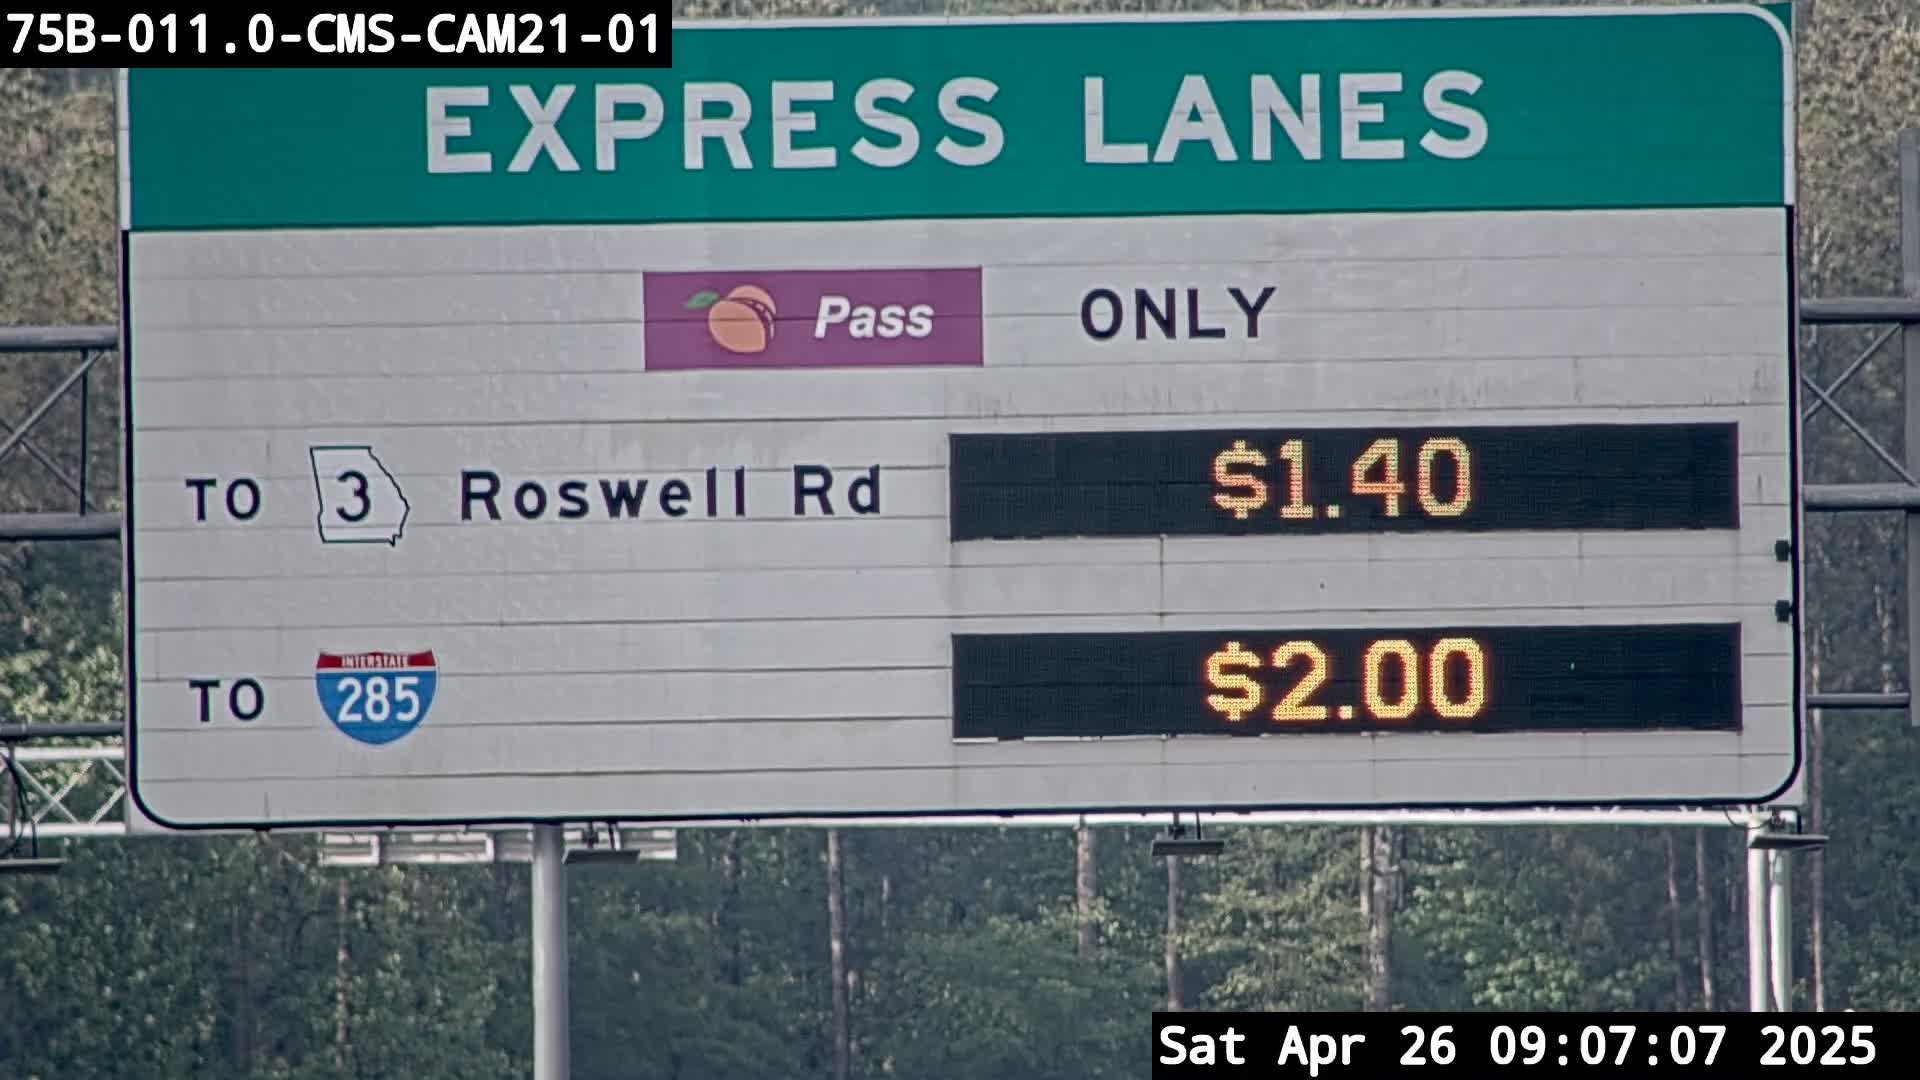 75B-011.0-CMS-CAM21-01
EXPRESS LANES
Pass ONLY
TO 3 Roswell Rd $1.40
INTERSTATE
TO 285 $2.00
Sat Apr 26 09:07:07 2025